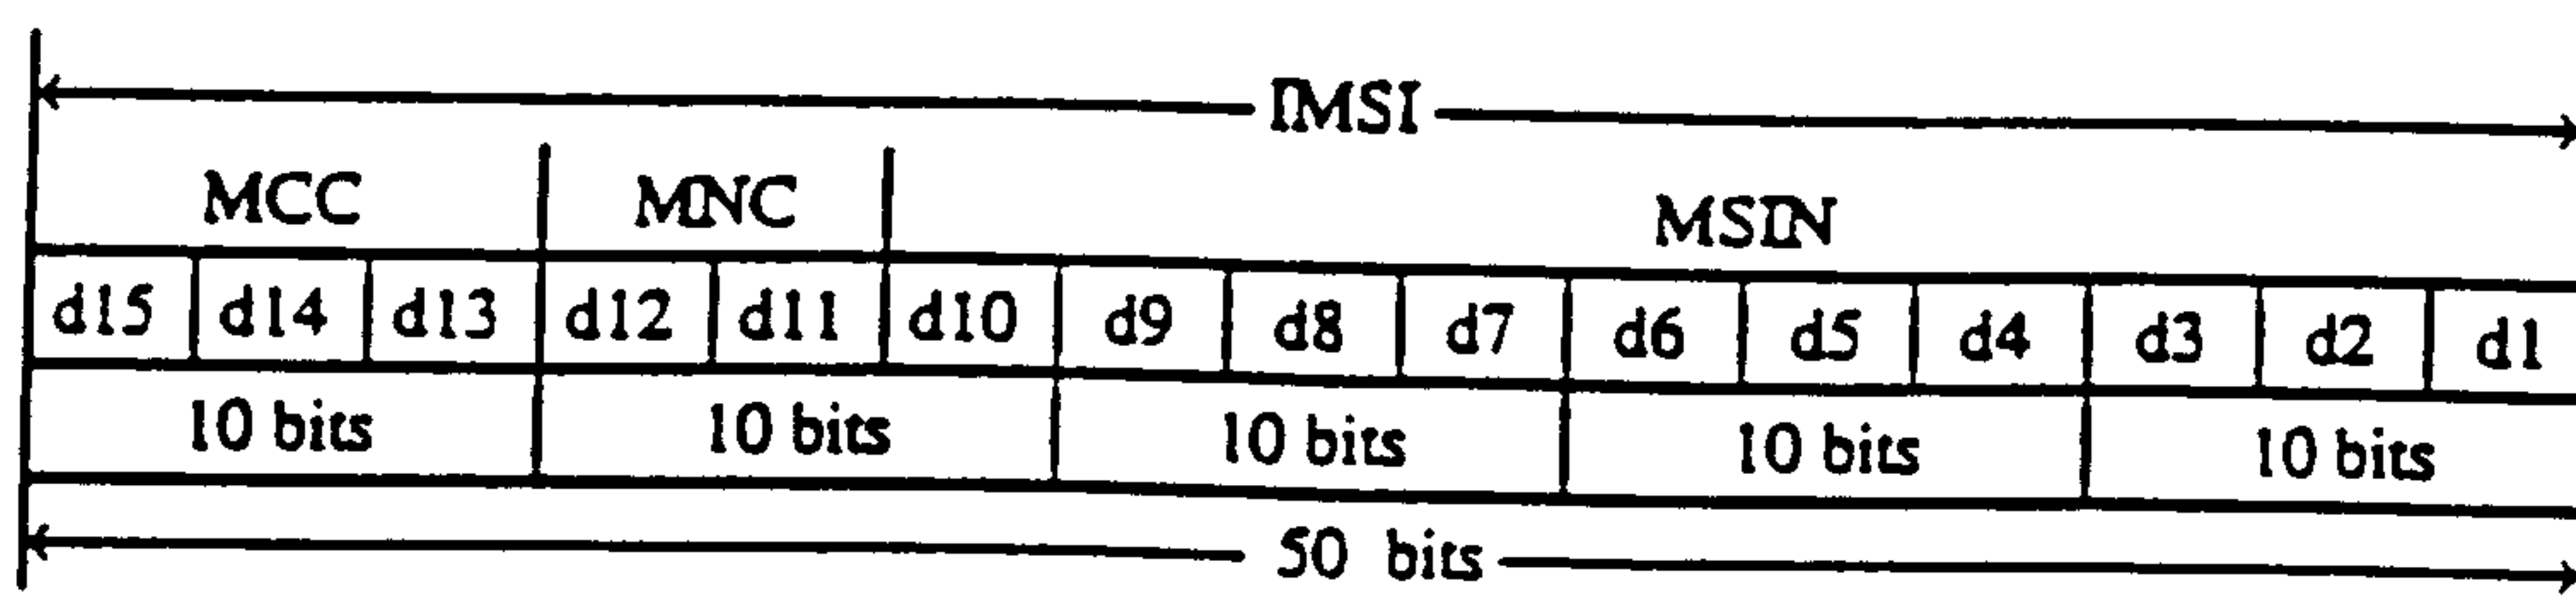 IMSI
MCC MNC MSIN
d15 d14 d13 d12 d11 d10 d9 d8 d7 d6 d5 d4 d3 d2 d1
10 bits 10 bits 10 bits 10 bits 10 bits
50 bits